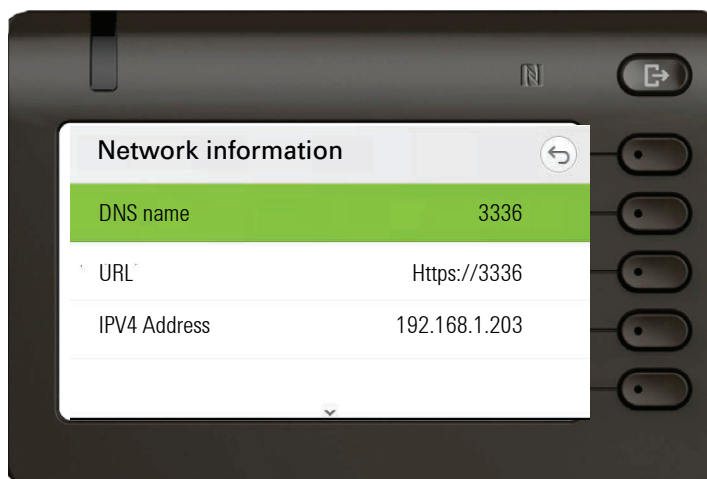 Network information
DNS name 3336
URL Https://3336
IPV4 Address 192.168.1.203